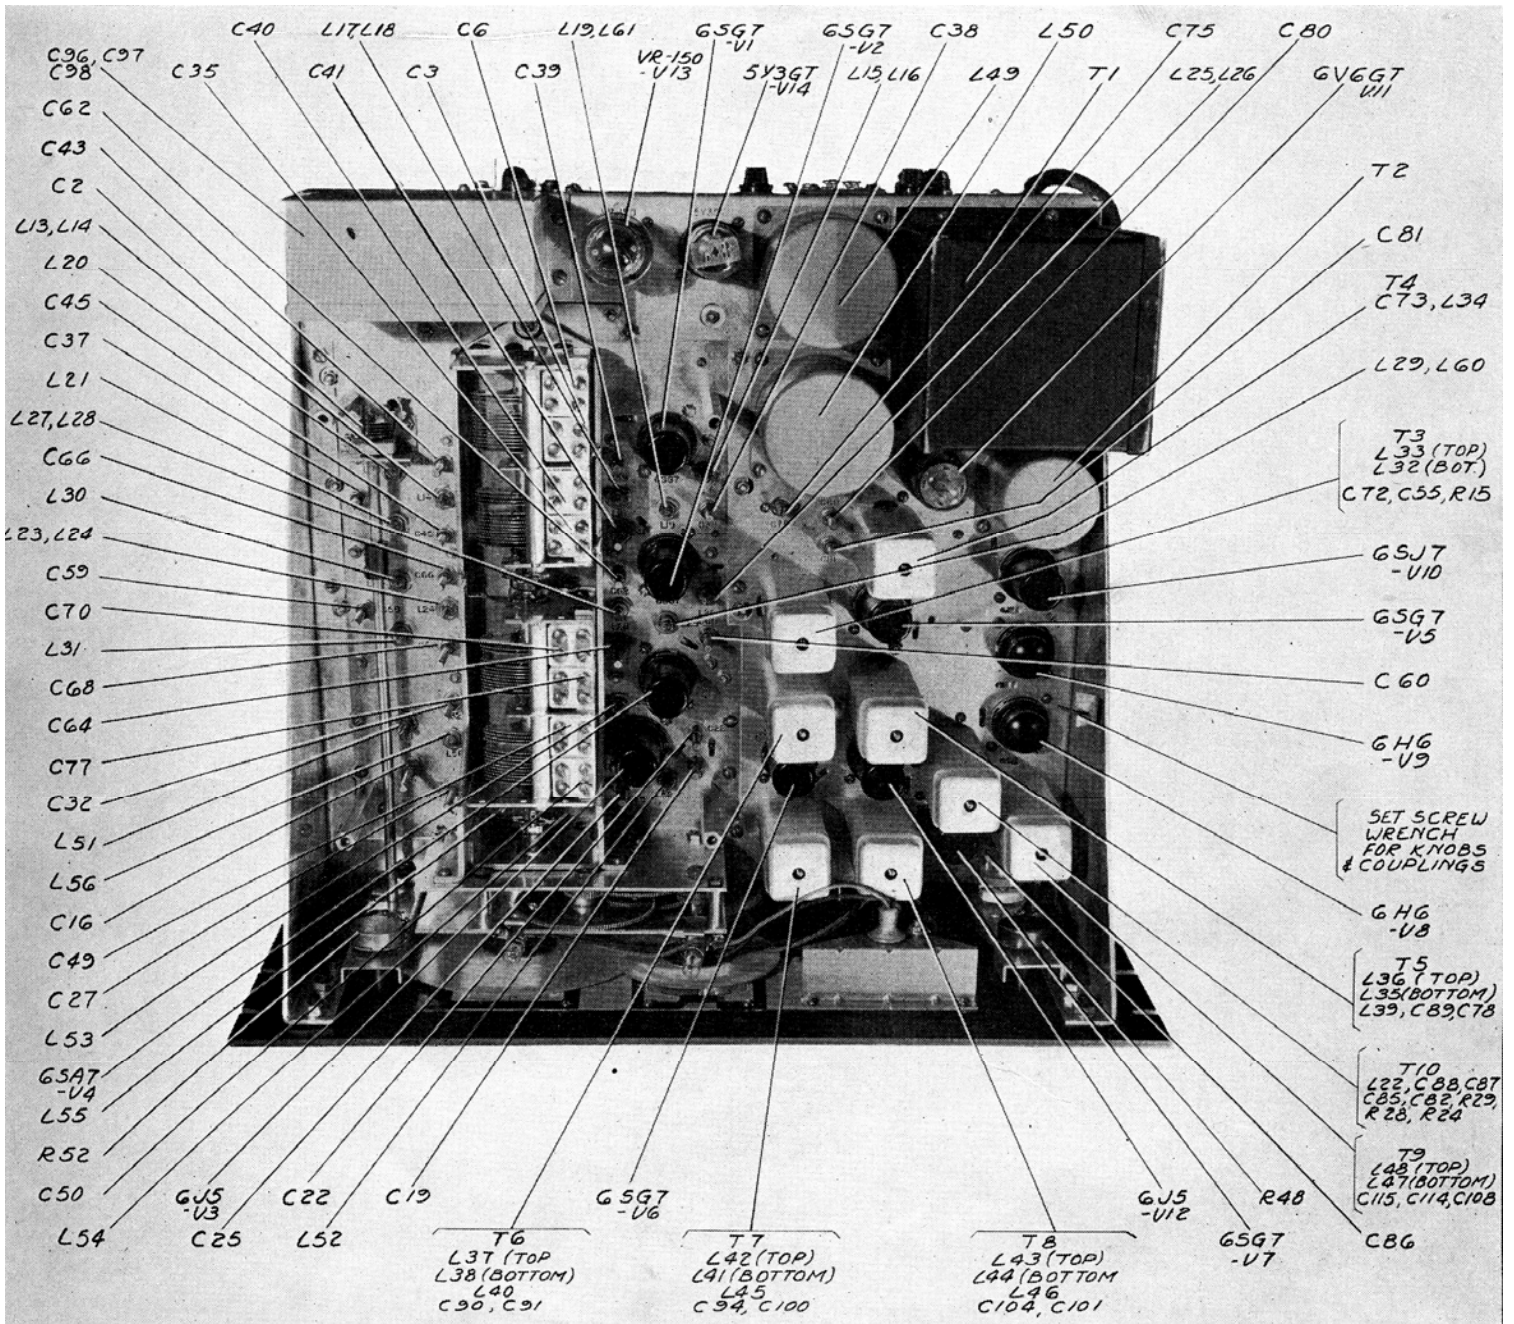 C40
L17,L18
C6
L19,L61
6SG7
-V1
6SG7
-V2
C38
L50
C75
C80
C96, C97
C98
C35
C41
C3
C39
VR-150
-V13
5Y3GT
-V14
L15,L16
L49
T1
L25,L26
6V6GT
V11
C62
C43
C2
L13,L14
L20
C45
C37
L21
L27,L28
C66
L30
L23,L24
C59
C70
L31
C68
C64
C77
C32
L51
L56
C16
C49
C27
L53
6SA7
-V4
L55
R52
C50
L54
T2
C81
T4
C73, L34
L29, L60
T3
L33 (TOP)
L32 (BOT.)
C72, C55, R15
6SJ7
-V10
6SG7
-V5
C60
6H6
-V9
SET SCREW
WRENCH
FOR KNOBS
& COUPLINGS
6H6
-V8
T5
L36 (TOP)
L35(BOTTOM)
L39, C89,C78
T10
L22, C88,C87
C85, C82, R29,
R28, R24
T9
L48 (TOP)
L47(BOTTOM)
C115, C114,C108
6J5
-V3
C25
C22
L52
C19
6SG7
-V6
6J5
-V12
R48
6SG7
-V7
C86
T6
L37 (TOP
L38 (BOTTOM)
L40
C90, C91
T7
L42 (TOP)
L41 (BOTTOM)
L45
C94, C100
T8
L43 (TOP)
L44 (BOTTOM
L46
C104, C101